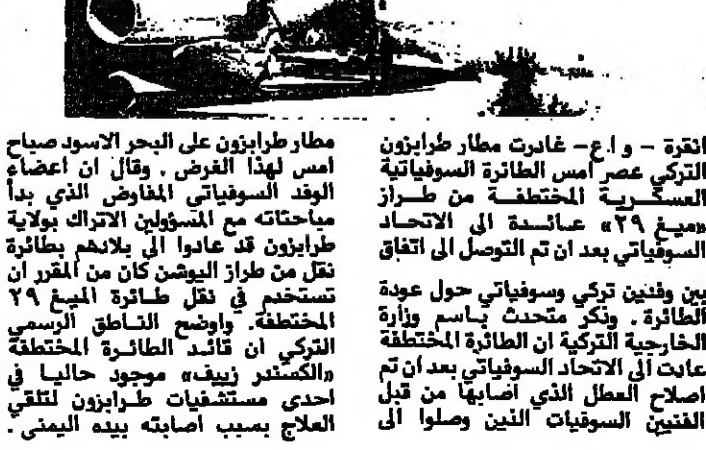 انقرة – و ا.ع– غادرت مطار طرابزون
التركي عصر أمس الطائرة السوفياتية
العسكرية المختطفة من طراز
«ميغ ٢٩» عائدة الى الاتحاد
السوفياتي بعد ان تم التوصل الى اتفاق
بين وفنين تركي وسوفياتي حول عودة
الطائرة . وذكر متحدث باسم وزارة
الخارجية التركية ان الطائرة المختطفة
عادت الى الاتحاد السوفياتي بعد ان تم
اصلاح العطل الذي اصابها من قبل
الفنيين السوقيات الذين وصلوا الى
مطار طرابزون على البحر الاسود صباح
أمس لهذا الغرض . وقال ان اعضاء
الوفد السوفياتي المفاوض الذي بدأ
مباحثاته مع المسؤولين الاتراك بولاية
طرابزون قد عادوا الى بلادهم بطائرة
نقل من طراز اليوشن كان من المقرر ان
تستخدم في نقل طائرة الميغ ٢٩
المختطفة. واوضح الناطق الرسمي
التركي ان قائد الطائرة المختطفة
«الكسندر زييف» موجود حاليا في
احدى مستشفيات طرابزون لتلقي
العلاج بسبب اصابته بيده اليمنى .